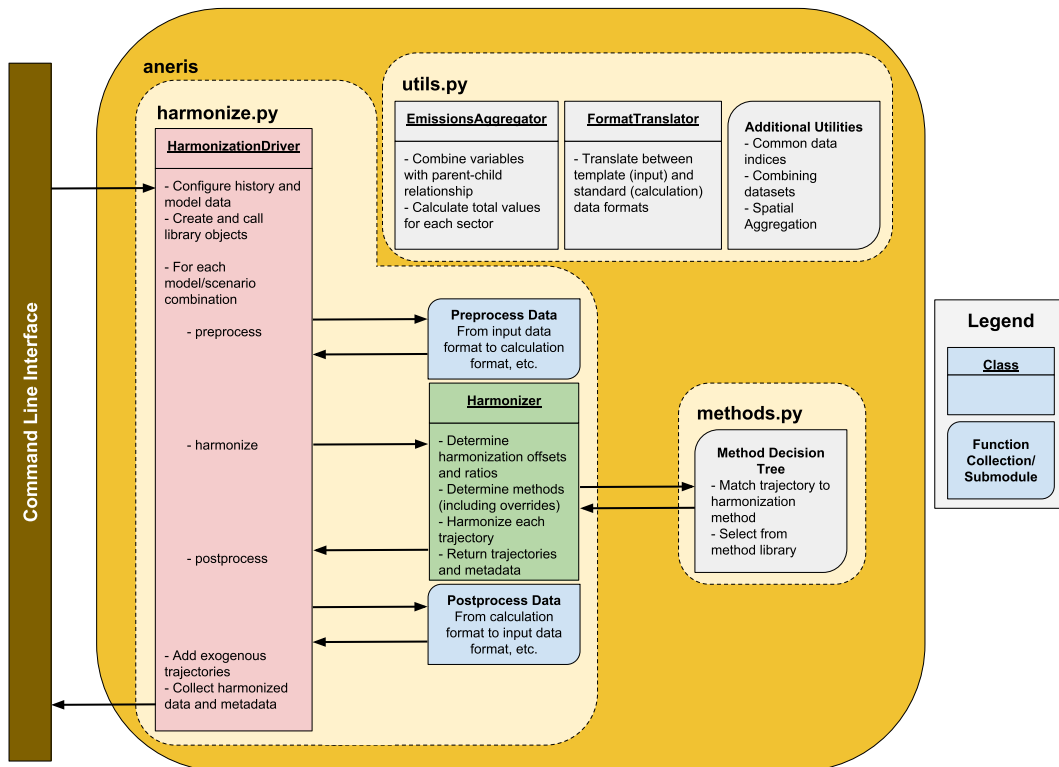 Command Line Interface
aneris
harmonize.py
HarmonizationDriver
- Configure history and
model data
- Create and call
library objects
- For each
model/scenario
combination
- preprocess
- harmonize
- postprocess
- Add exogenous
trajectories
- Collect harmonized
data and metadata
utils.py
EmissionsAggregator
- Combine variables
with parent-child
relationship
- Calculate total values
for each sector
FormatTranslator
- Translate between
template (input) and
standard (calculation)
data formats
Additional Utilities
- Common data
indices
- Combining
datasets
- Spatial
Aggregation
Preprocess Data
From input data
format to calculation
format, etc.
Harmonizer
- Determine
harmonization offsets
and ratios
- Determine methods
(including overrides)
- Harmonize each
trajectory
- Return trajectories
and metadata
Postprocess Data
From calculation
format to input data
format, etc.
methods.py
Method Decision
Tree
- Match trajectory to
harmonization
method
- Select from
method library
Legend
Class
Function
Collection/
Submodule